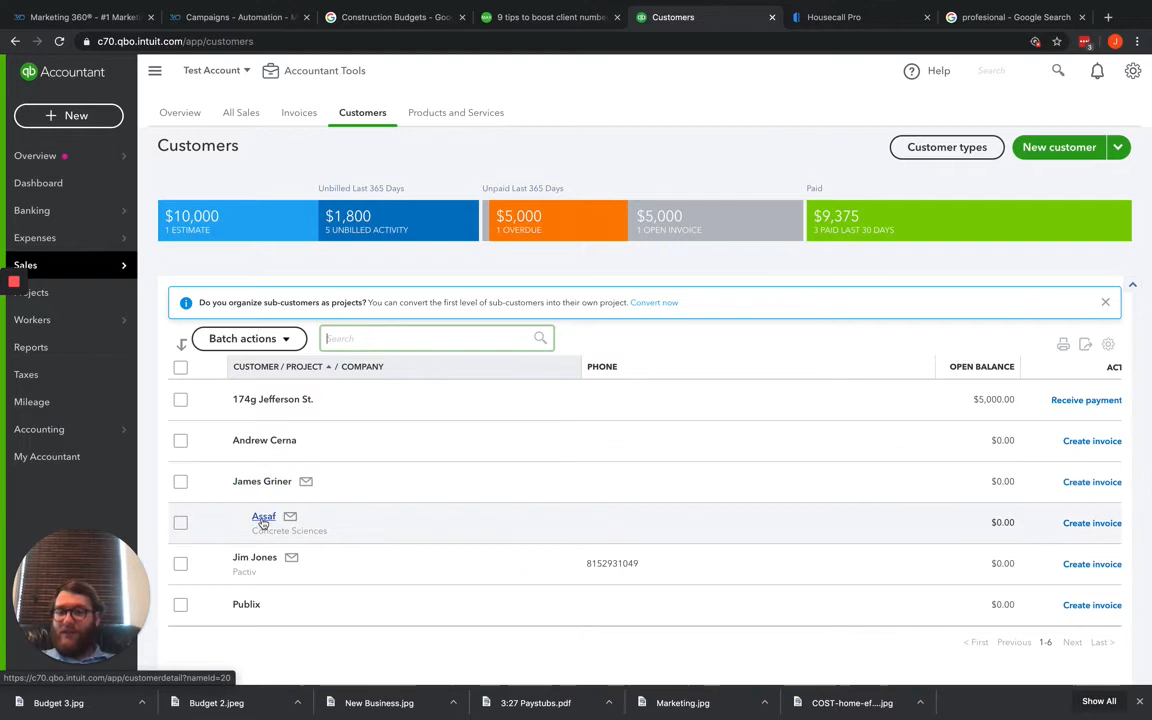 Marketing 360® - #1 Market
Campaigns - Automation - M
Construction Budgets - Goo
9 tips to boost client numbe
Customers
Housecall Pro
profesional - Google Search
c70.qbo.intuit.com/app/customers
3
J
qb Accountant
Test Account
Accountant Tools
Help
Search
+ New
Overview
Dashboard
Banking
Expenses
Sales
Projects
Workers
Reports
Taxes
Mileage
Accounting
My Accountant
Overview
All Sales
Invoices
Customers
Products and Services
Customers
Customer types
New customer
Unbilled Last 365 Days
Unpaid Last 365 Days
Paid
$10,000
1 ESTIMATE
$1,800
5 UNBILLED ACTIVITY
$5,000
1 OVERDUE
$5,000
1 OPEN INVOICE
$9,375
3 PAID LAST 30 DAYS
Do you organize sub-customers as projects? You can convert the first level of sub-customers into their own project. Convert now
Batch actions
Search
CUSTOMER / PROJECT ▲ / COMPANY
PHONE
OPEN BALANCE
ACT
174g Jefferson St.
$5,000.00
Receive payment
Andrew Cerna
$0.00
Create invoice
James Griner
$0.00
Create invoice
Assaf
Concrete Sciences
$0.00
Create invoice
Jim Jones
Pactiv
8152931049
$0.00
Create invoice
Publix
$0.00
Create invoice
< First Previous 1-6 Next Last >
https://c70.qbo.intuit.com/app/customerdetail?nameId=20
Budget 3.jpg
Budget 2.jpeg
New Business.jpg
3:27 Paystubs.pdf
Marketing.jpg
COST-home-ef....jpg
Show All